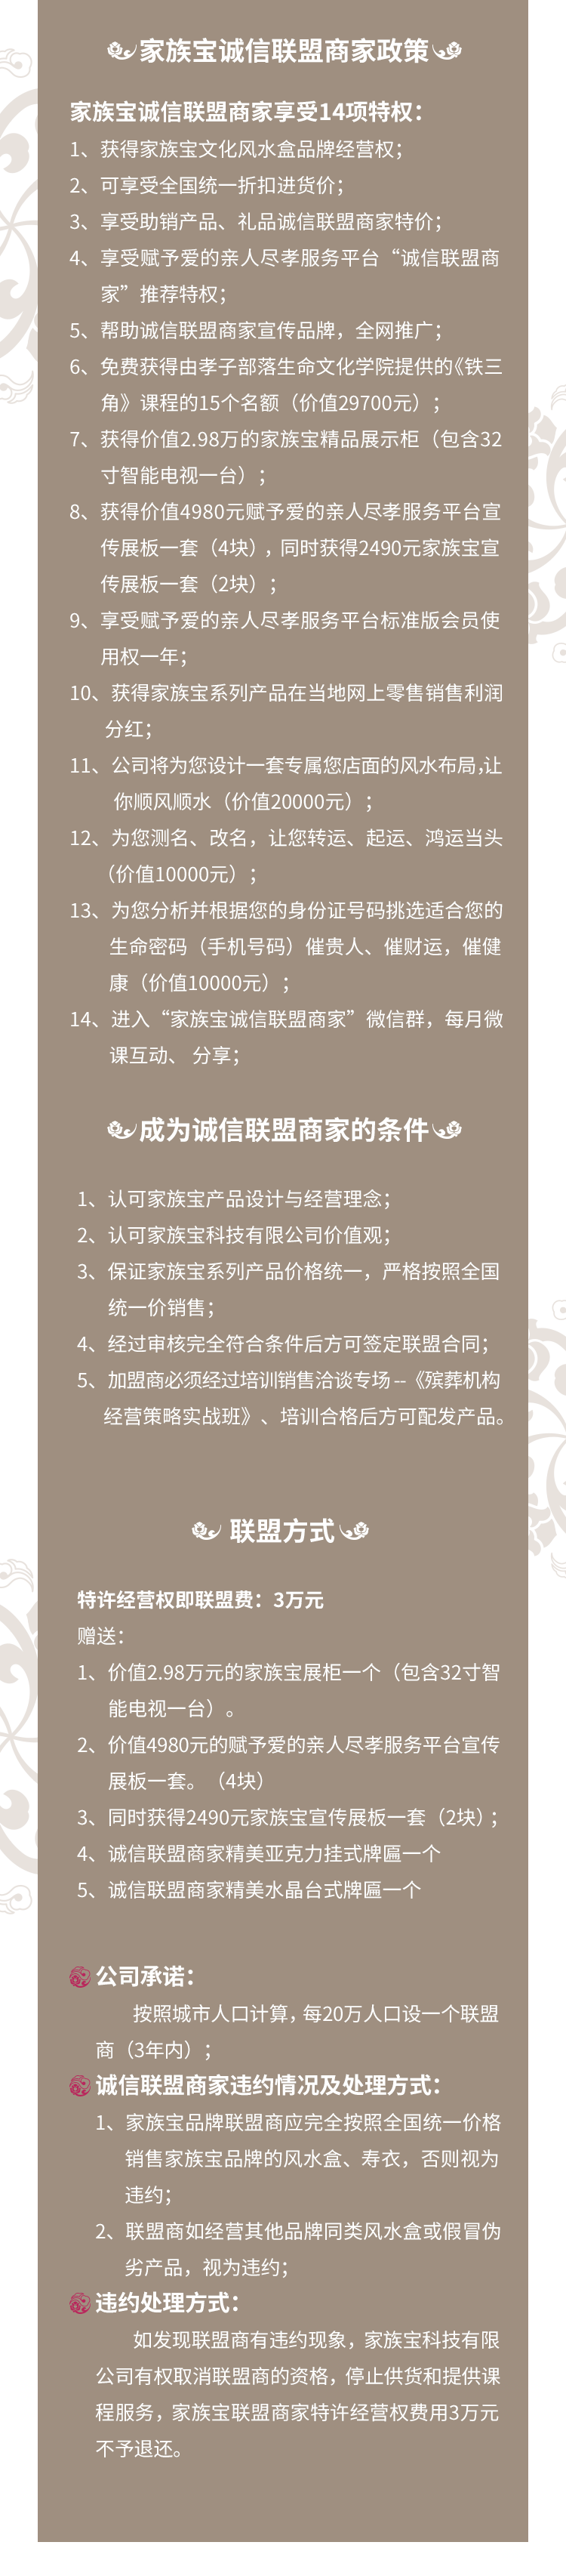 家族宝诚信联盟商家政策
家族宝诚信联盟商家享受14项特权：
1、获得家族宝文化风水盒品牌经营权；
2、可享受全国统一折扣进货价；
3、享受助销产品、礼品诚信联盟商家特价；
4、享受赋予爱的亲人尽孝服务平台“诚信联盟商
家”推荐特权；
5、帮助诚信联盟商家宣传品牌，全网推广；
6、免费获得由孝子部落生命文化学院提供的《铁三
角》课程的15个名额（价值29700元）；
7、获得价值2.98万的家族宝精品展示柜（包含32
寸智能电视一台）；
8、获得价值4980元赋予爱的亲人尽孝服务平台宣
传展板一套（4块），同时获得2490元家族宝宣
传展板一套（2块）；
9、享受赋予爱的亲人尽孝服务平台标准版会员使
用权一年；
10、获得家族宝系列产品在当地网上零售销售利润
分红；
11、公司将为您设计一套专属您店面的风水布局，让
你顺风顺水（价值20000元）；
12、为您测名、改名，让您转运、起运、鸿运当头
（价值10000元）；
13、为您分析并根据您的身份证号码挑选适合您的
生命密码（手机号码）催贵人、催财运，催健
康（价值10000元）；
14、进入“家族宝诚信联盟商家”微信群，每月微
课互动、 分享；
成为诚信联盟商家的条件
1、认可家族宝产品设计与经营理念；
2、认可家族宝科技有限公司价值观；
3、保证家族宝系列产品价格统一，严格按照全国
统一价销售；
4、经过审核完全符合条件后方可签定联盟合同；
5、加盟商必须经过培训销售洽谈专场--《殡葬机构
经营策略实战班》、培训合格后方可配发产品。
联盟方式
特许经营权即联盟费：3万元
赠送：
1、价值2.98万元的家族宝展柜一个（包含32寸智
能电视一台）。
2、价值4980元的赋予爱的亲人尽孝服务平台宣传
展板一套。（4块）
3、同时获得2490元家族宝宣传展板一套（2块）；
4、诚信联盟商家精美亚克力挂式牌匾一个
5、诚信联盟商家精美水晶台式牌匾一个
公司承诺：
按照城市人口计算，每20万人口设一个联盟
商（3年内）；
诚信联盟商家违约情况及处理方式：
1、家族宝品牌联盟商应完全按照全国统一价格
销售家族宝品牌的风水盒、寿衣，否则视为
违约；
2、联盟商如经营其他品牌同类风水盒或假冒伪
劣产品，视为违约；
违约处理方式：
如发现联盟商有违约现象，家族宝科技有限
公司有权取消联盟商的资格，停止供货和提供课
程服务，家族宝联盟商家特许经营权费用3万元
不予退还。